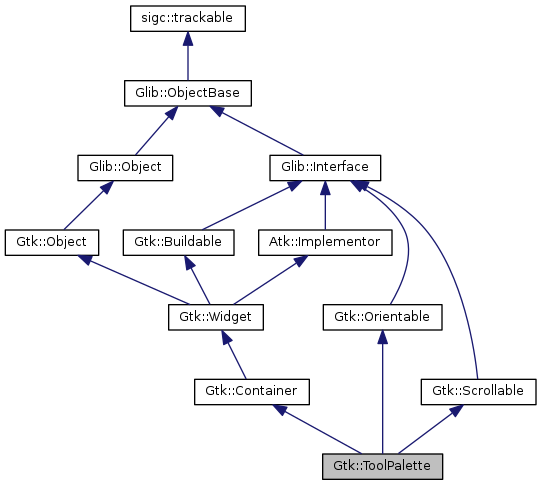 sigc::trackable
Glib::ObjectBase
Glib::Object
Glib::Interface
Gtk::Object
Gtk::Buildable
Atk::Implementor
Gtk::Widget
Gtk::Orientable
Gtk::Container
Gtk::Scrollable
Gtk::ToolPalette